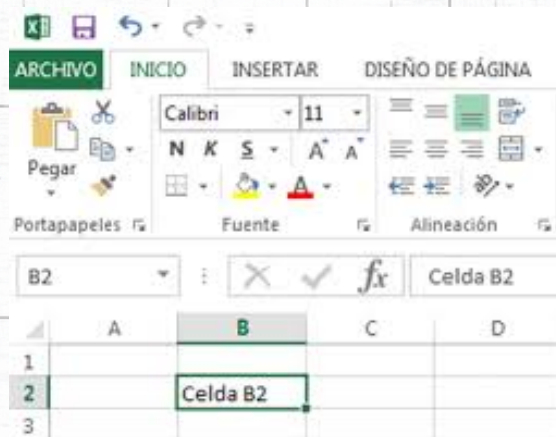 ARCHIVO INICIO INSERTAR DISEÑO DE PÁGINA
Calibri 11
Pegar N K S A A
A
Portapapeles Fuente Alineación
B2 fx Celda B2
A B C D
1
2 Celda B2
3